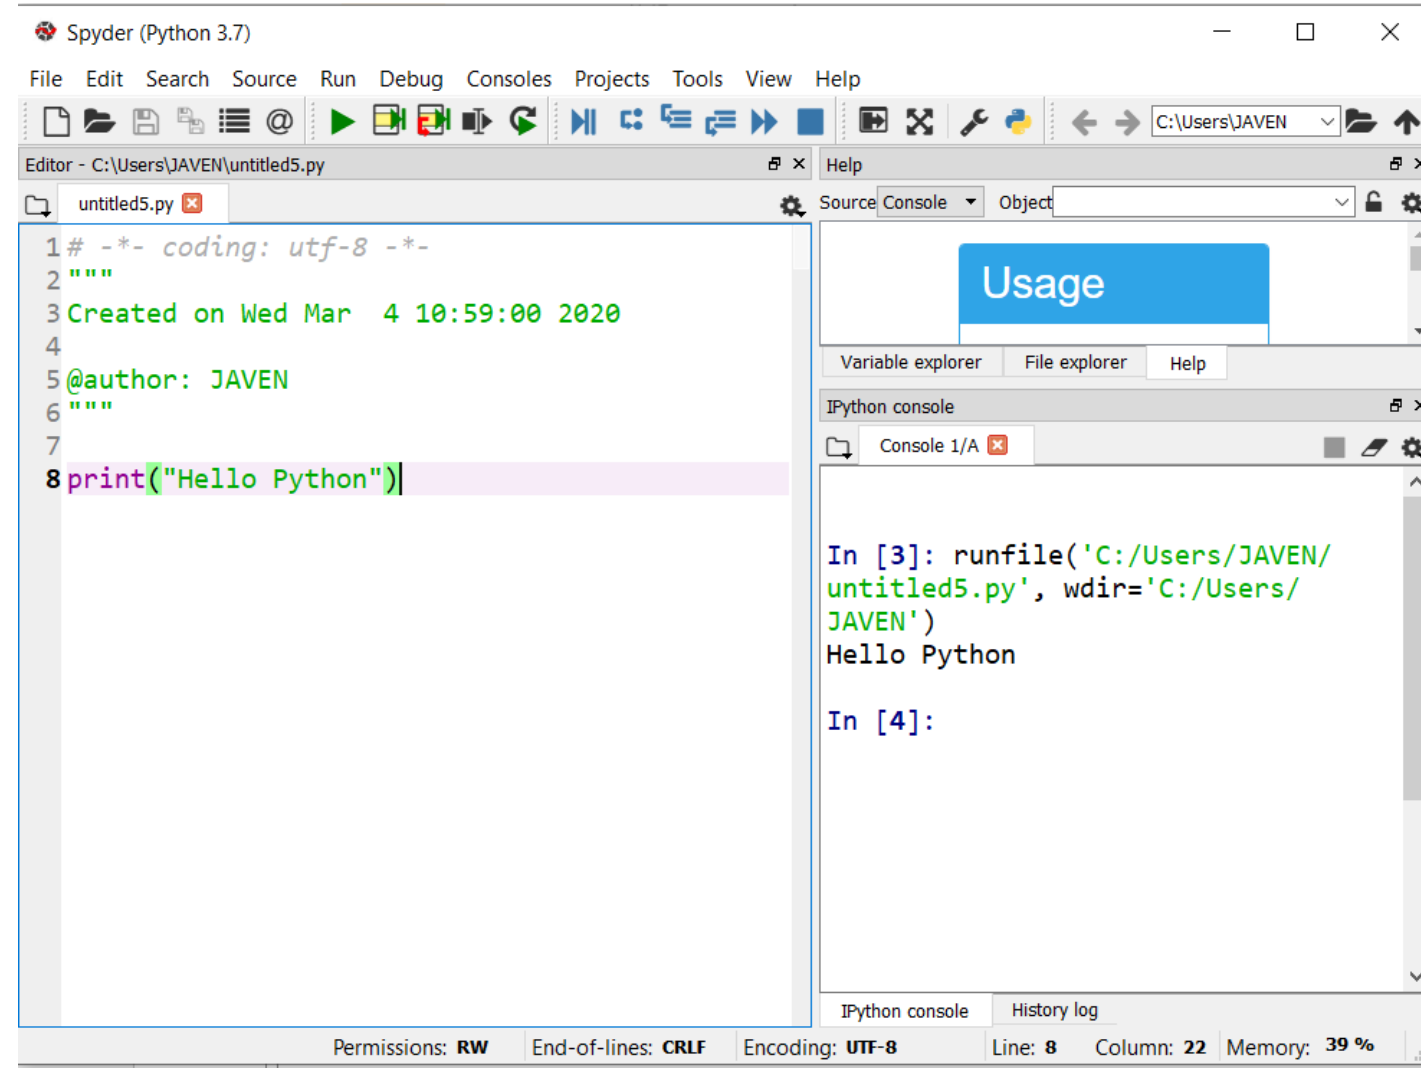 Spyder (Python 3.7)
File Edit Search Source Run Debug Consoles Projects Tools View Help
C:\Users\JAVEN
Editor - C:\Users\JAVEN\untitled5.py
untitled5.py
1 # -*- coding: utf-8 -*-
2 """
3 Created on Wed Mar  4 10:59:00 2020
4
5 @author: JAVEN
6 """
7
8 print("Hello Python")
Help
Source Console Object
Usage
Variable explorer File explorer Help
IPython console
Console 1/A
In [3]: runfile('C:/Users/JAVEN/
untitled5.py', wdir='C:/Users/
JAVEN')
Hello Python
In [4]:
IPython console History log
Permissions: RW End-of-lines: CRLF Encoding: UTF-8 Line: 8 Column: 22 Memory: 39 %